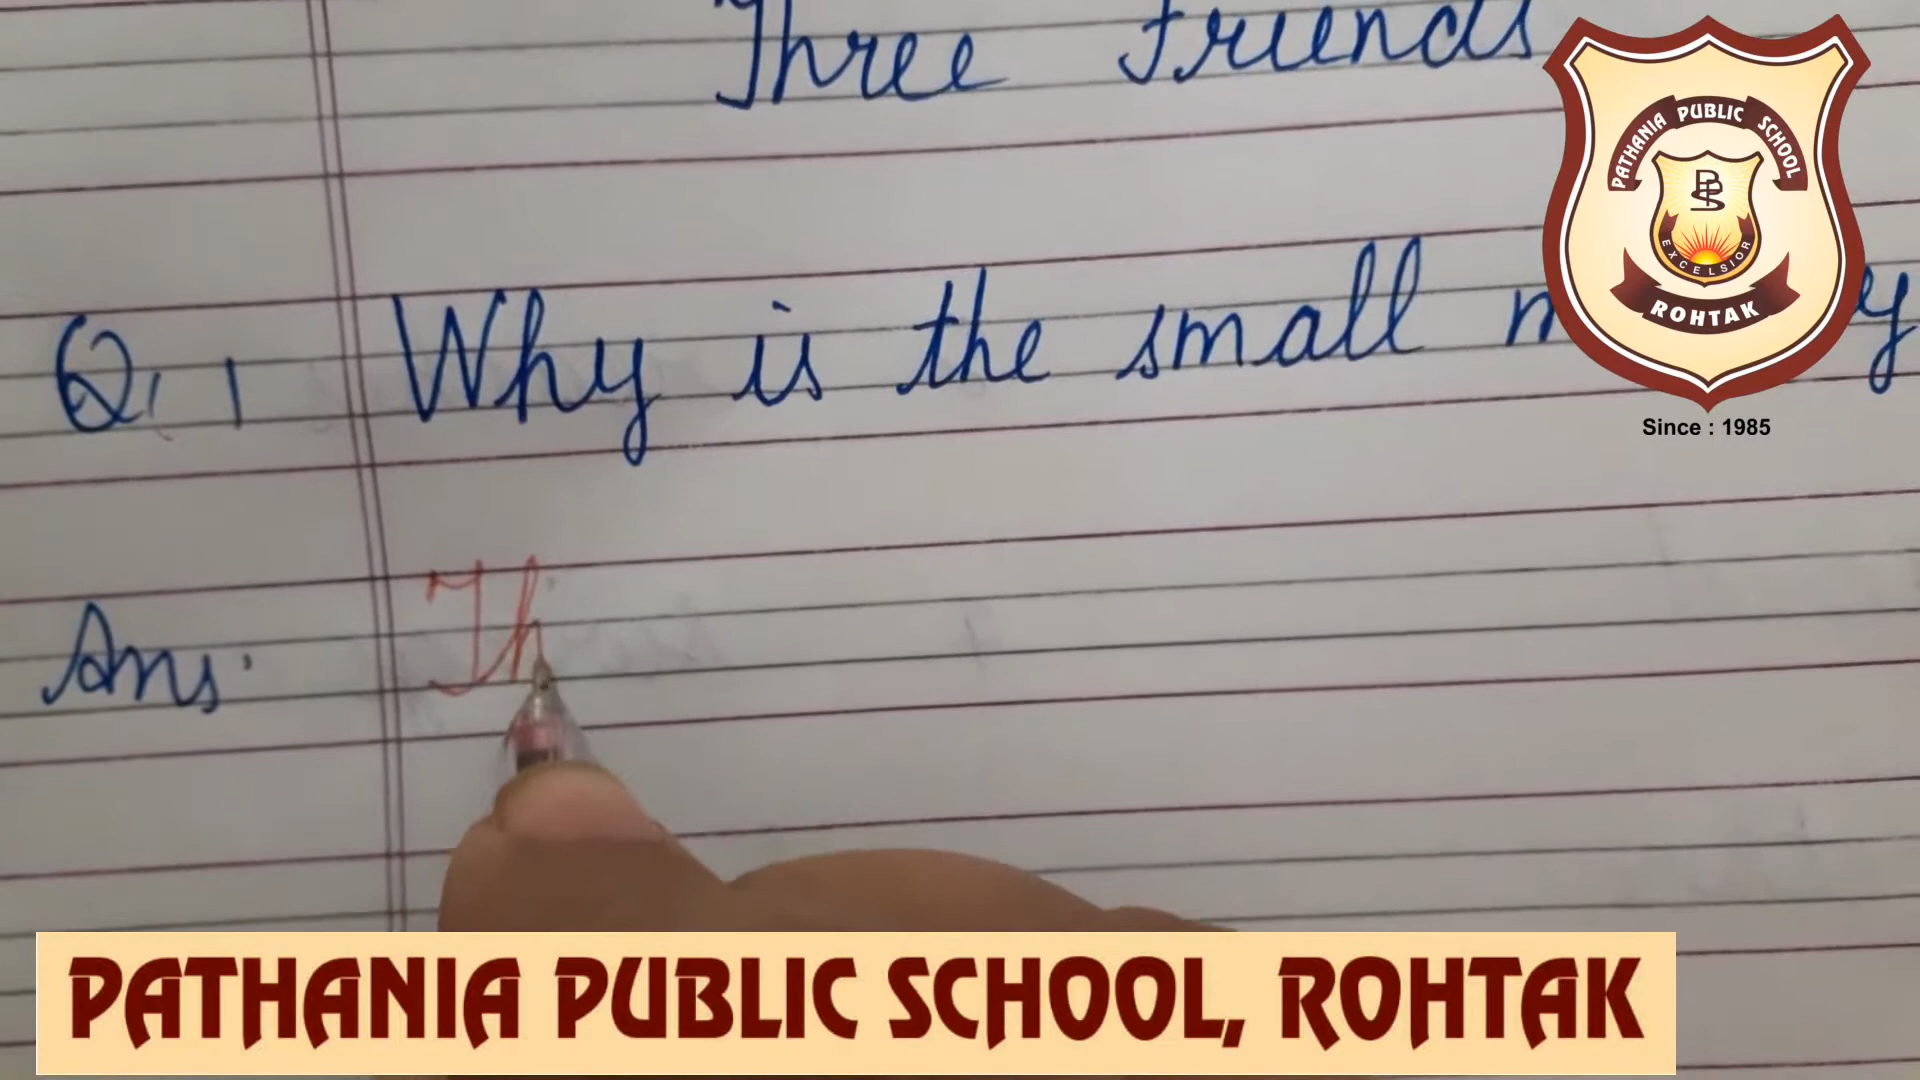 Three Friends
PATHANIA PUBLIC SCHOOL
PPS
EXCELSIOR
ROHTAK
Since : 1985
Q. 1 Why is the small
Ans. Th
PATHANIA PUBLIC SCHOOL, ROHTAK